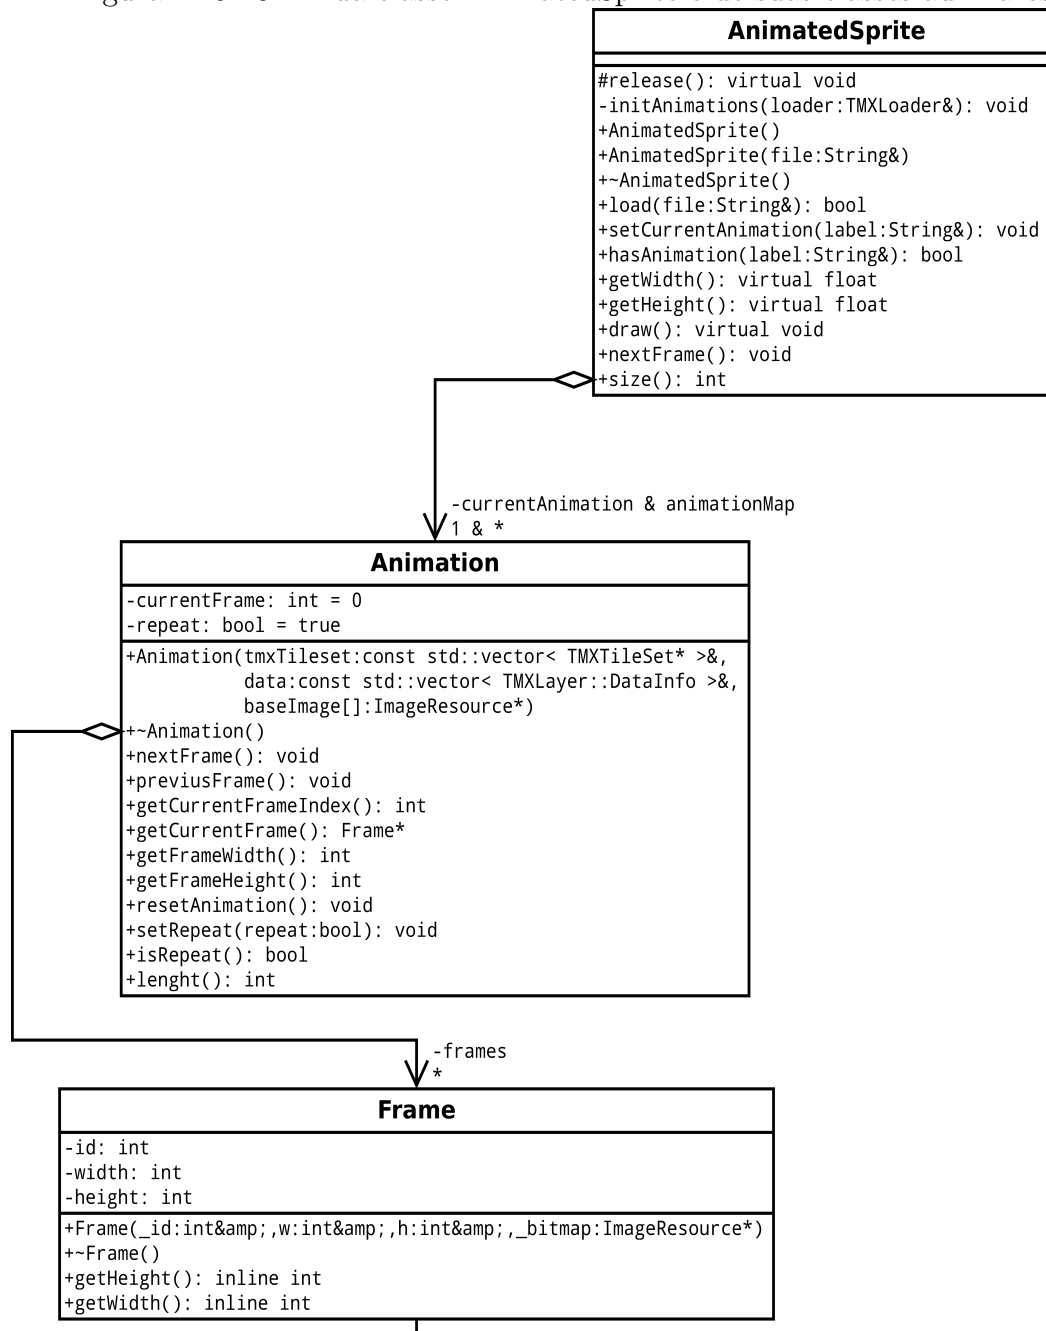 AnimatedSprite
#release(): virtual void
-initAnimations(loader:TMXLoader&): void
+AnimatedSprite()
+AnimatedSprite(file:String&)
+~AnimatedSprite()
+load(file:String&): bool
+setCurrentAnimation(label:String&): void
+hasAnimation(label:String&): bool
+getWidth(): virtual float
+getHeight(): virtual float
+draw(): virtual void
+nextFrame(): void
+size(): int
-currentAnimation & animationMap
1 & *
Animation
-currentFrame: int = 0
-repeat: bool = true
+Animation(tmxTileset:const std::vector< TMXTileSet* >&,
data:const std::vector< TMXLayer::DataInfo >&,
baseImage[]:ImageResource*)
+~Animation()
+nextFrame(): void
+previusFrame(): void
+getCurrentFrameIndex(): int
+getCurrentFrame(): Frame*
+getFrameWidth(): int
+getFrameHeight(): int
+resetAnimation(): void
+setRepeat(repeat:bool): void
+isRepeat(): bool
+lenght(): int
-frames
*
Frame
-id: int
-width: int
-height: int
+Frame(_id:int&amp;,w:int&amp;,h:int&amp;,_bitmap:ImageResource*)
+~Frame()
+getHeight(): inline int
+getWidth(): inline int